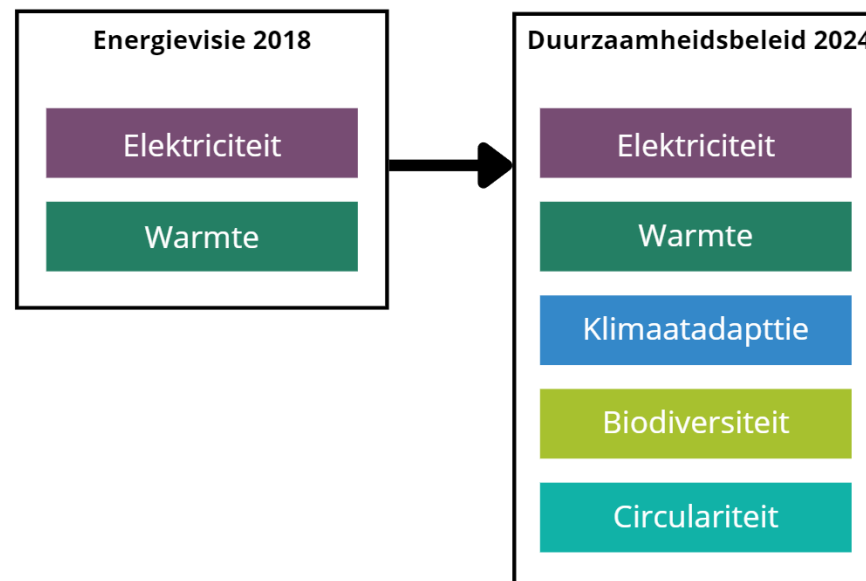 Energievisie 2018
Elektriciteit
Warmte
Duurzaamheidsbeleid 2024
Elektriciteit
Warmte
Klimaatadapttie
Biodiversiteit
Circulariteit